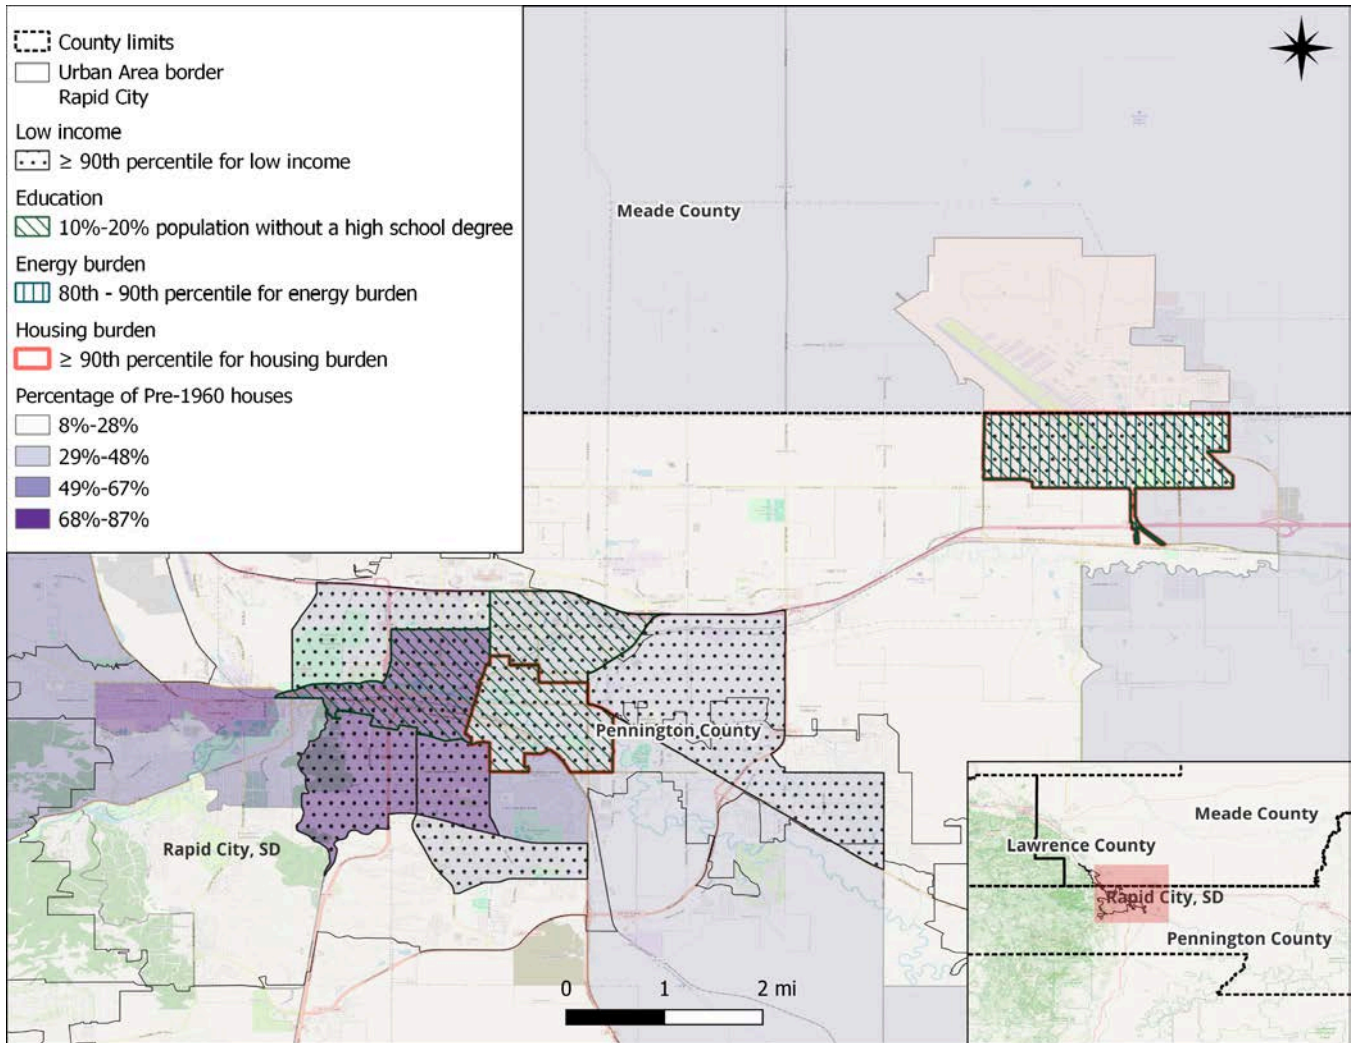 County limits
Urban Area border
Rapid City
Low income
≥ 90th percentile for low income
Education
10%-20% population without a high school degree
Energy burden
80th - 90th percentile for energy burden
Housing burden
≥ 90th percentile for housing burden
Percentage of Pre-1960 houses
8%-28%
29%-48%
49%-67%
68%-87%
Meade County
Pennington County
Rapid City, SD
0 1 2 mi
Meade County
Lawrence County
Rapid City, SD
Pennington County